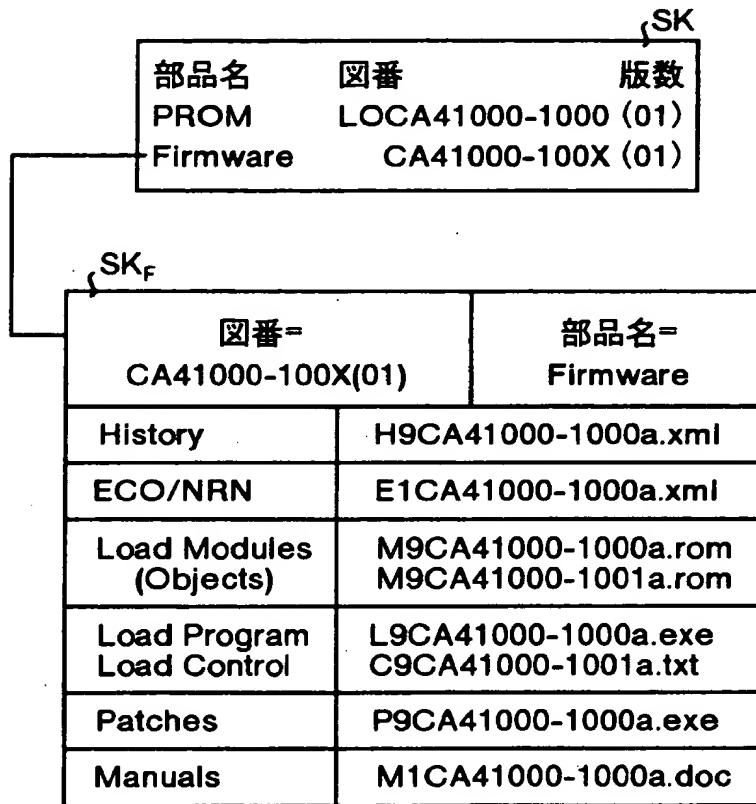 SK
部品名 図番 版数
PROM LOCA41000-1000 (01)
Firmware CA41000-100X (01)
SKF
図番= 部品名=
CA41000-100X(01) Firmware
History H9CA41000-1000a.xml
ECO/NRN E1CA41000-1000a.xml
Load Modules M9CA41000-1000a.rom
(Objects) M9CA41000-1001a.rom
Load Program L9CA41000-1000a.exe
Load Control C9CA41000-1001a.txt
Patches P9CA41000-1000a.exe
Manuals M1CA41000-1000a.doc